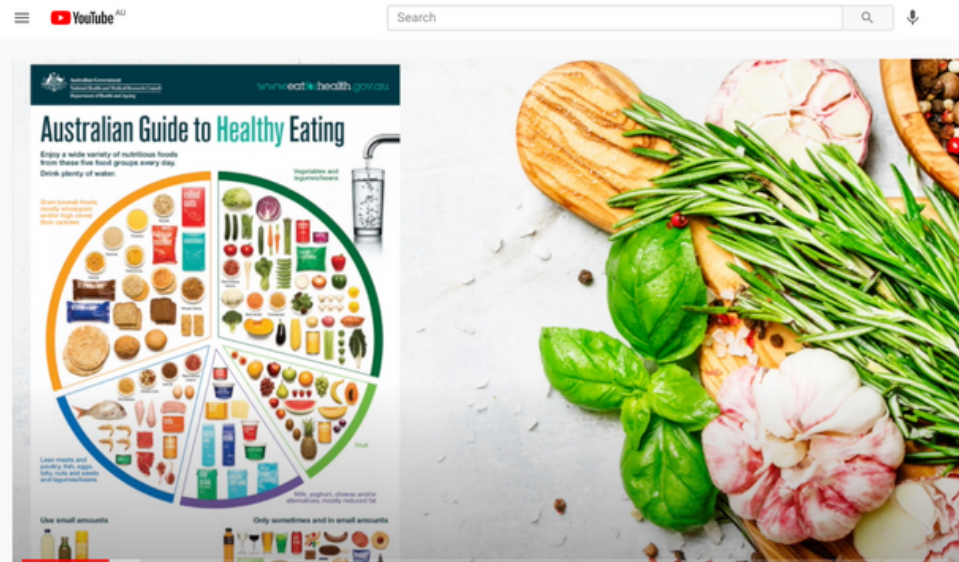 YouTube AU
Search
Australian Government
National Health and Medical Research Council
Department of Health and Ageing
www.eatforhealth.gov.au
Australian Guide to Healthy Eating
Enjoy a wide variety of nutritious foods
from these five food groups every day.
Drink plenty of water.
Vegetables and
legumes/beans
Grain (cereal) foods,
mostly wholegrain
and/or high cereal
fibre varieties
rolled
oats
Fruit
Lean meats and
poultry, fish, eggs,
tofu, nuts and seeds
and legumes/beans
Milk, yoghurt, cheese and/or
alternatives, mostly reduced fat
Use small amounts
Only sometimes and in small amounts